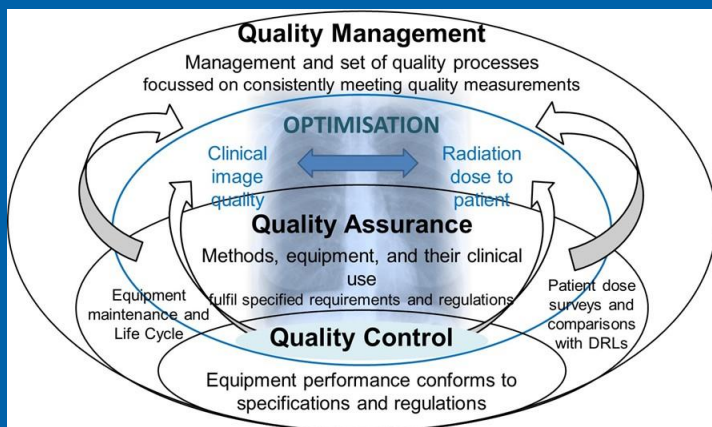 Quality Management
Management and set of quality processes
focussed on consistently meeting quality measurements
OPTIMISATION
Clinical
image
quality
Radiation
dose to
patient
Quality Assurance
Methods, equipment, and their clinical
use
fulfil specified requirements and regulations
Equipment
maintenance and
Life Cycle
Patient dose
surveys and
comparisons
with DRLs
Quality Control
Equipment performance conforms to
specifications and regulations